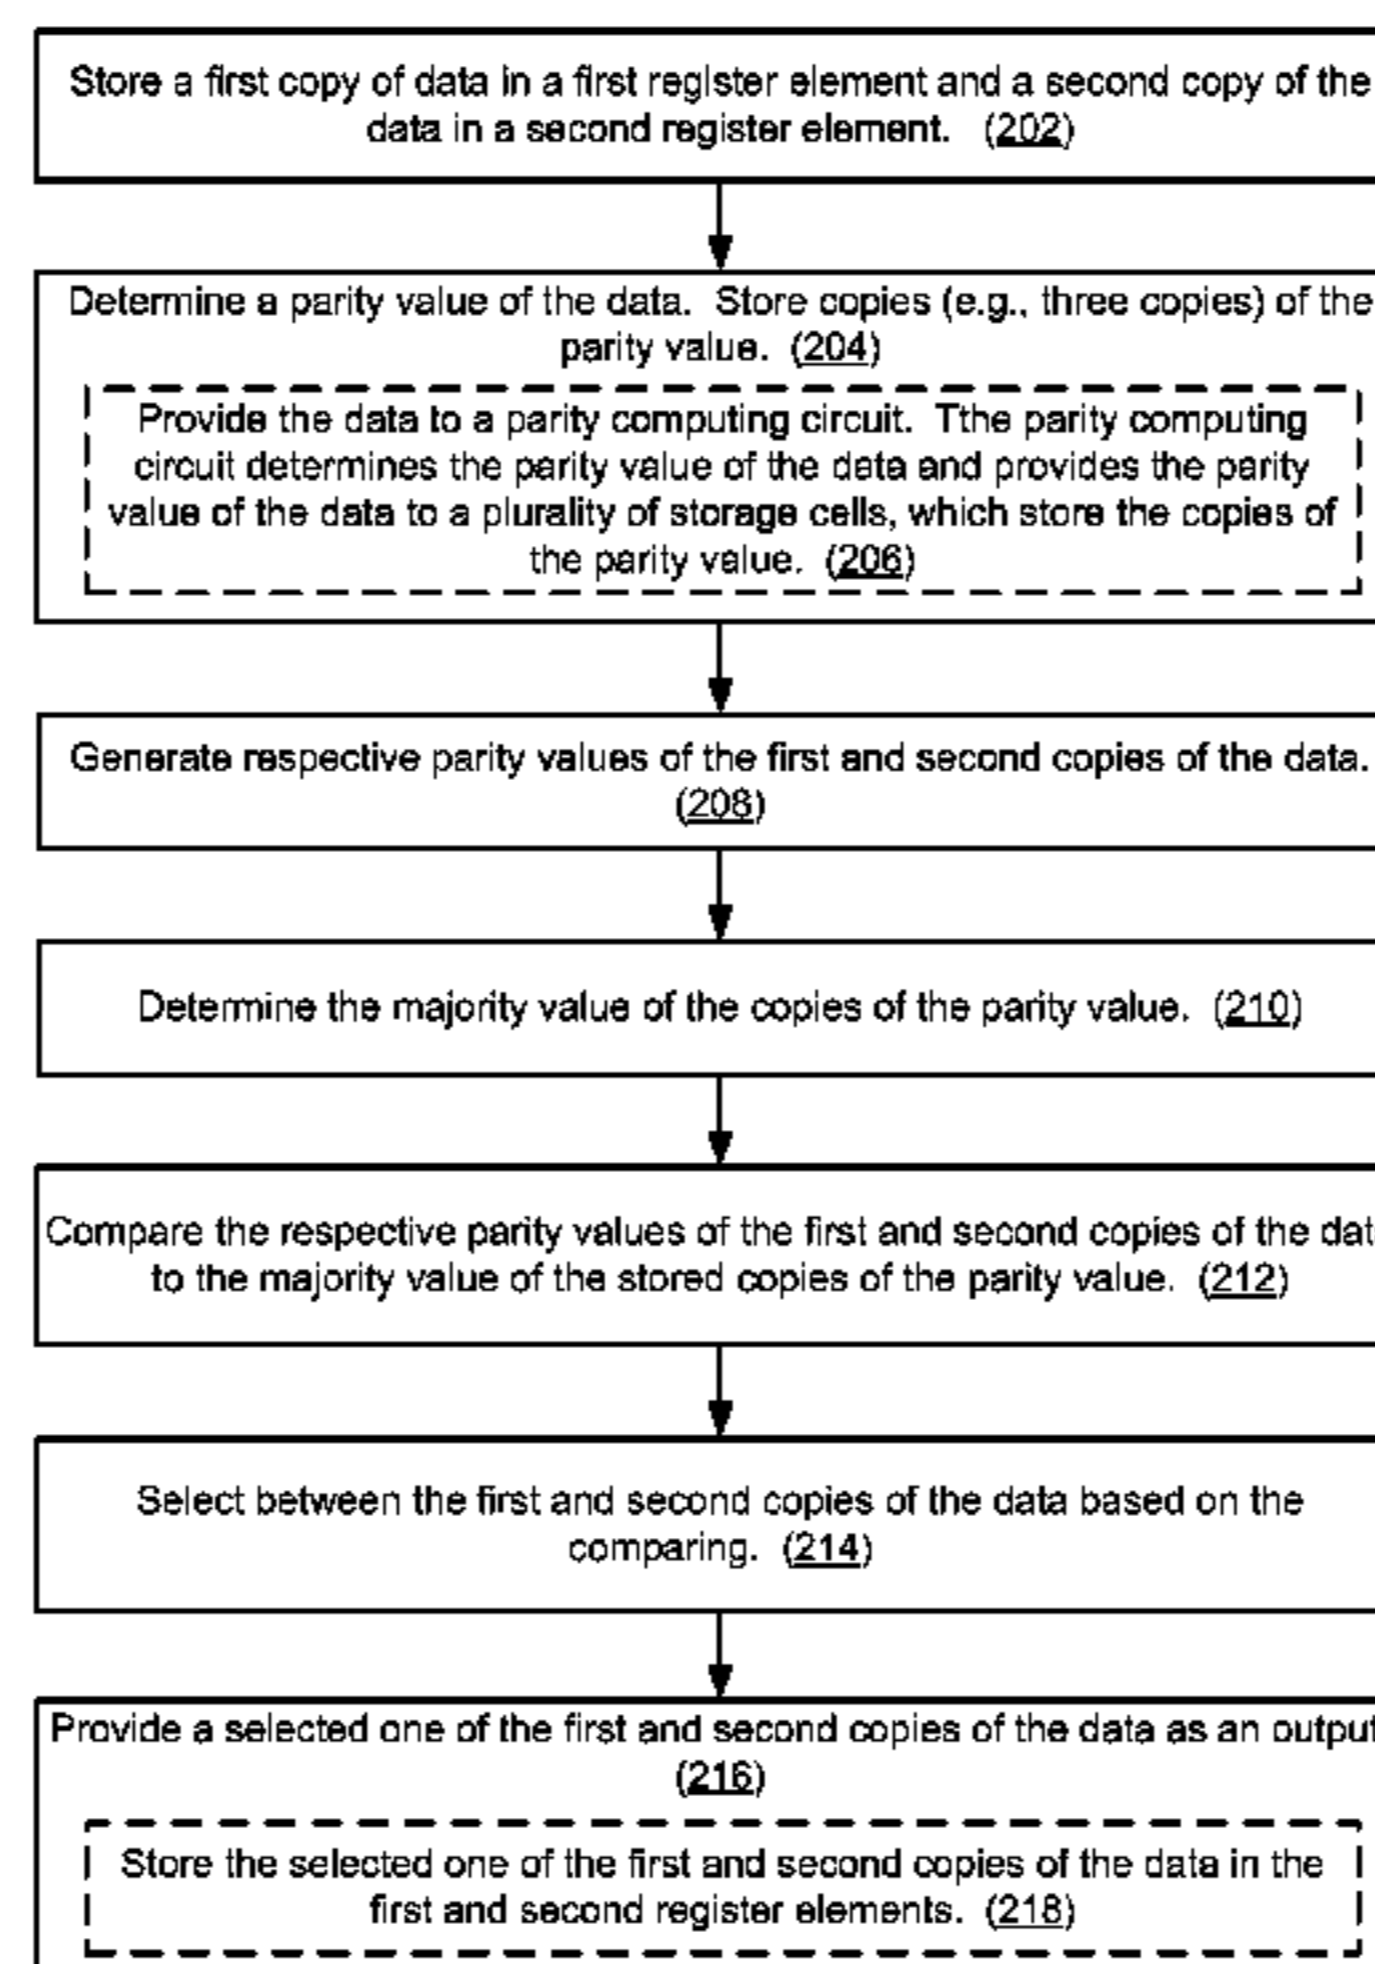 Store a first copy of data in a first register element and a second copy of the
data in a second register element. (202)
Determine a parity value of the data. Store copies (e.g., three copies) of the
parity value. (204)
Provide the data to a parity computing circuit. Tthe parity computing
circuit determines the parity value of the data and provides the parity
value of the data to a plurality of storage cells, which store the copies of
the parity value. (206)
Generate respective parity values of the first and second copies of the data.
(208)
Determine the majority value of the copies of the parity value. (210)
Compare the respective parity values of the first and second copies of the dat
to the majority value of the stored copies of the parity value. (212)
Select between the first and second copies of the data based on the
comparing. (214)
Provide a selected one of the first and second copies of the data as an output
(216)
Store the selected one of the first and second copies of the data in the
first and second register elements. (218)